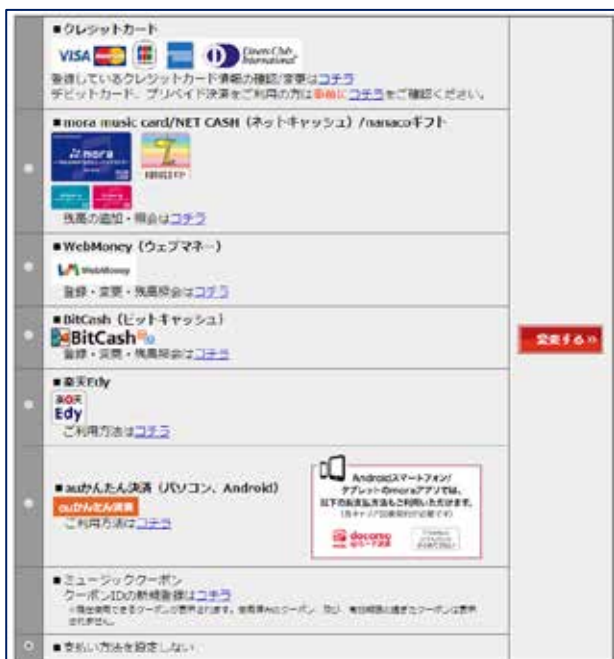 ■クレジットカード
VISA
Diners Club International
登録しているクレジットカード情報の確認/変更はコチラ
デビットカード、プリペイド決済をご利用の方は事前にコチラをご確認ください。
■mora music card/NET CASH（ネットキャッシュ）/nanacoギフト
mora
残高の追加・照会はコチラ
■WebMoney（ウェブマネー）
WebMoney
登録・変更・残高照会はコチラ
■BitCash（ビットキャッシュ）
BitCash
登録・変更・残高照会はコチラ
変更する
■楽天Edy
楽天
Edy
ご利用方法はコチラ
■auかんたん決済（パソコン、Android）
auかんたん決済
ご利用方法はコチラ
Androidスマートフォン/
タブレットのmoraアプリでは、
以下のお支払方法もご利用いただけます。
docomo
■ミュージッククーポン
クーポンIDの新規登録はコチラ
■支払い方法を設定しない